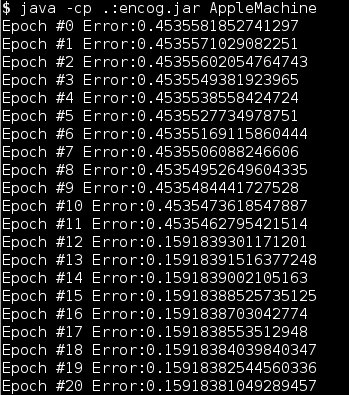 $ java -cp .:encog.jar AppleMachine
Epoch #0 Error:0.4535581852741297
Epoch #1 Error:0.4535571029082251
Epoch #2 Error:0.45355602054764743
Epoch #3 Error:0.4535549381923965
Epoch #4 Error:0.4535538558424724
Epoch #5 Error:0.4535527734978751
Epoch #6 Error:0.45355169115860444
Epoch #7 Error:0.4535506088246606
Epoch #8 Error:0.45354952649604335
Epoch #9 Error:0.4535484441727528
Epoch #10 Error:0.4535473618547887
Epoch #11 Error:0.4535462795421514
Epoch #12 Error:0.1591839301171201
Epoch #13 Error:0.15918391516377248
Epoch #14 Error:0.159183900​2105163
Epoch #15 Error:0.15918388525735125
Epoch #16 Error:0.1591838703042774
Epoch #17 Error:0.1591838553512948
Epoch #18 Error:0.15918384039840347
Epoch #19 Error:0.15918382544560336
Epoch #20 Error:0.15918381049289457